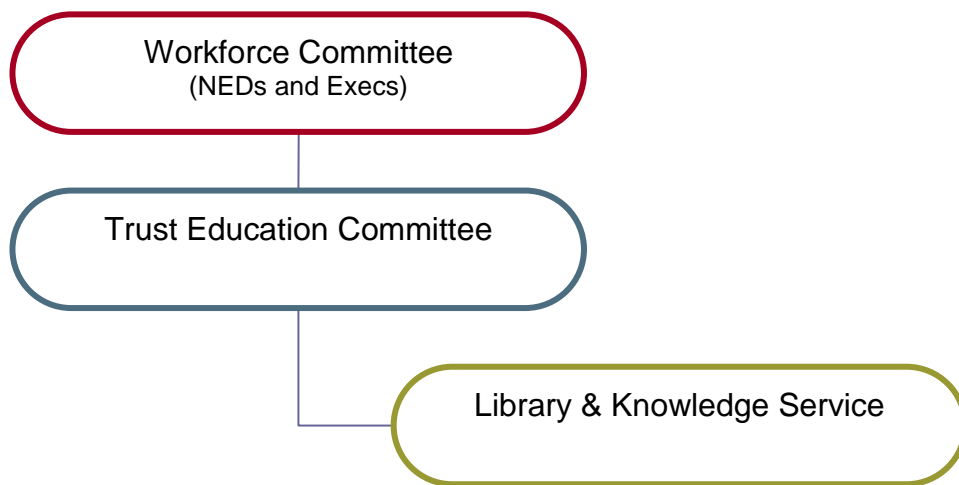 Workforce Committee
(NEDs and Execs)
Trust Education Committee
Library & Knowledge Service